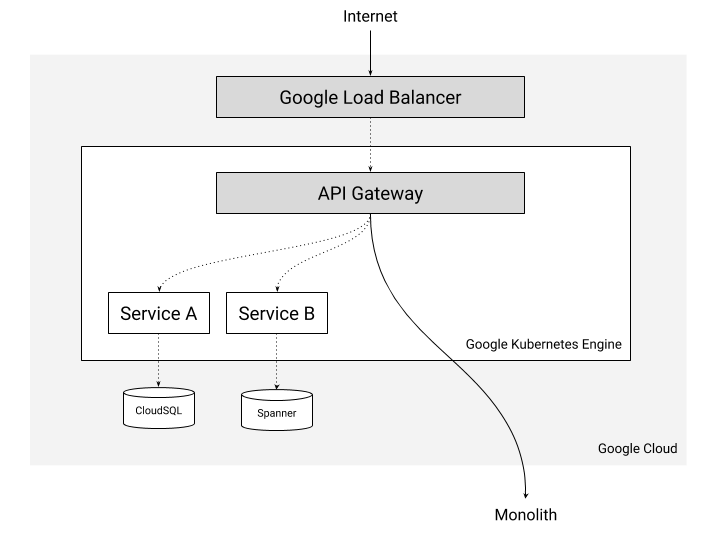 Internet
Google Load Balancer
API Gateway
Service A
Service B
Google Kubernetes Engine
CloudSQL
Spanner
Google Cloud
Monolith